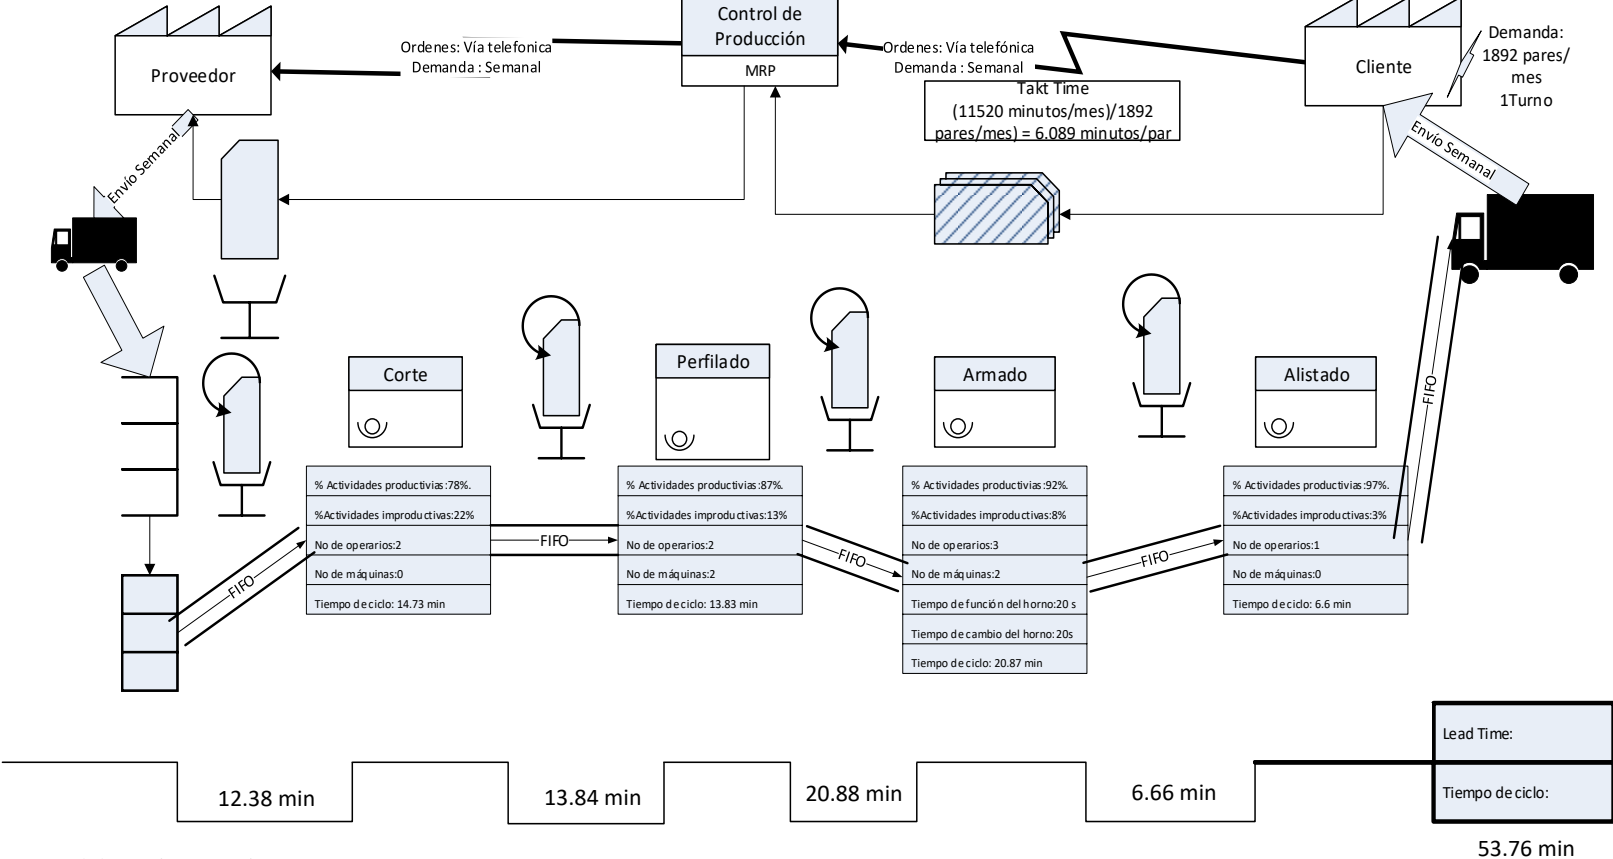 Proveedor
Ordenes: Vía telefonica
Demanda : Semanal
Control de
Producción
MRP
Ordenes: Vía telefónica
Demanda : Semanal
Takt Time
(11520 minutos/mes)/1892
pares/mes) = 6.089 minutos/par
Cliente
Demanda:
1892 pares/
mes
1Turno
Envío Semanal
Envío Semanal
Corte
% Actividades productivias:78%.
%Actividades improductivas:22%
No de operarios:2
No de máquinas:0
Tiempo de ciclo: 14.73 min
Perfilado
% Actividades productivias:87%.
%Actividades improductivas:13%
No de operarios:2
No de máquinas:2
Tiempo de ciclo: 13.83 min
Armado
% Actividades productivias:92%.
%Actividades improductivas:8%
No de operarios:3
No de máquinas:2
Tiempo de función del horno:20 s
Tiempo de cambio del horno: 20s
Tiempo de ciclo: 20.87 min
Alistado
% Actividades productivias:97%.
%Actividades improductivas:3%
No de operarios:1
No de máquinas:0
Tiempo de ciclo: 6.6 min
FIFO
FIFO
FIFO
FIFO
FIFO
12.38 min
13.84 min
20.88 min
6.66 min
Lead Time:
Tiempo de ciclo:
53.76 min